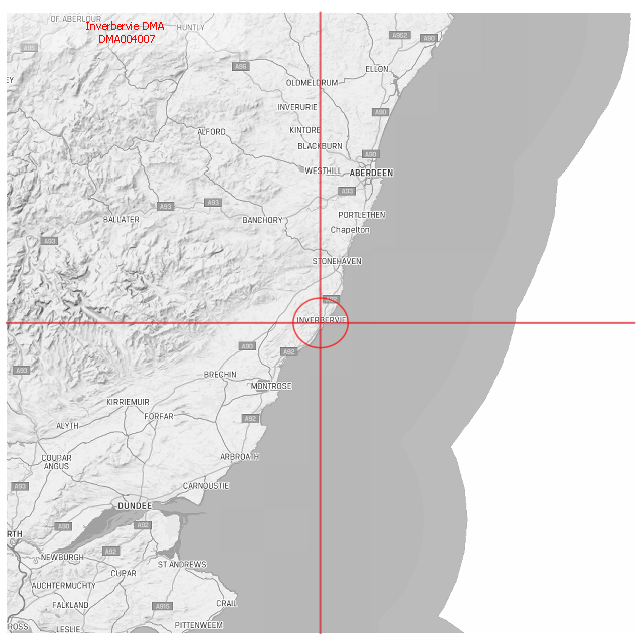 OF ABERLOUR
Inverbervie DMA
HUNTLY
DMA004007
A95
A952
A90
A96
ELLON
EY
OLDMELDRUM
INVERURIE
A90
KINTORE
ALFORD
BLACKBURN
A90
WESTHILL
ABERDEEN
A93
A93
A93
BALLATER
BANCHORY
PORTLETHEN
Chapelton
A93
STONEHAVEN
INVERBERVIE
A90
A92
A93
BRECHIN
MONTROSE
KIRRIEMUIR
FORFAR
A92
ALYTH
ARBROATH
COUPAR
ANGUS
A93
CARNOUSTIE
DUNDEE
A90
A92
RTH
A92
NEWBURGH
ST ANDREWS
CUPAR
AUCHTERMUCHTY
FALKLAND
A916
CRAIL
ROSS
LESLIE
PITTENWEEM